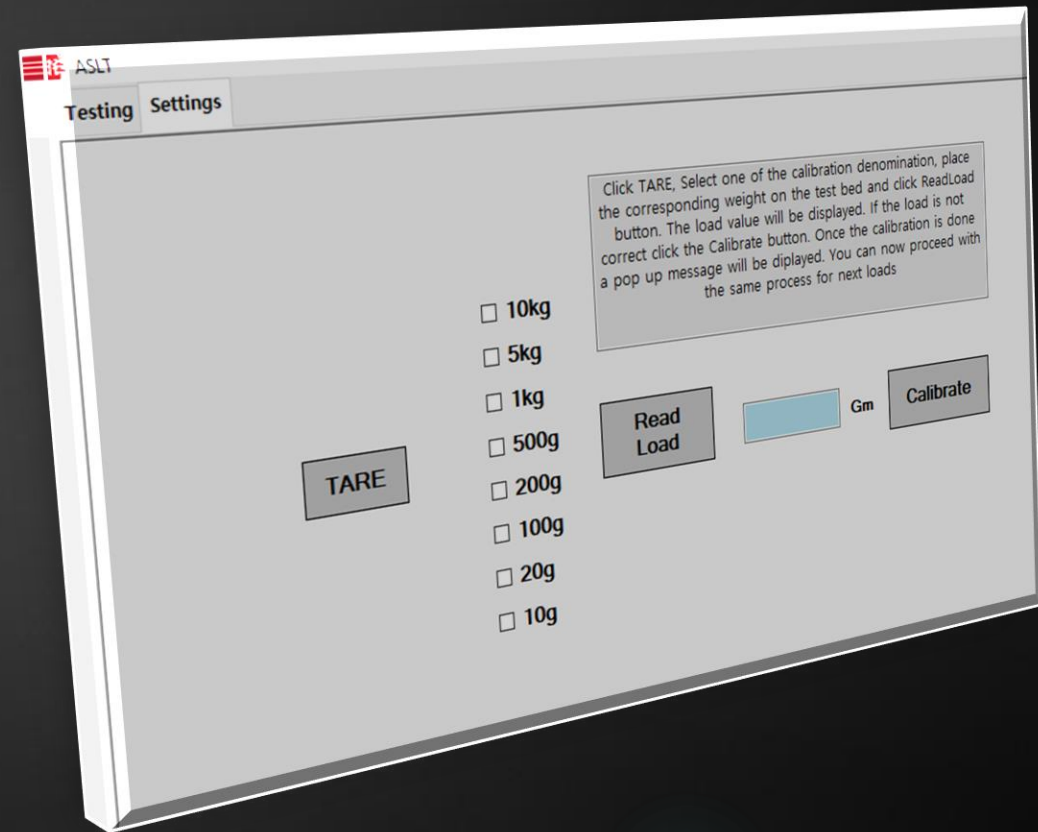 ASLT
Testing
Settings
Click TARE, Select one of the calibration denomination, place
the corresponding weight on the test bed and click ReadLoad
button. The load value will be displayed. If the load is not
correct click the Calibrate button. Once the calibration is done
a pop up message will be diplayed. You can now proceed with
the same process for next loads
10kg
5kg
1kg
500g
200g
100g
20g
10g
TARE
Read
Load
Gm
Calibrate